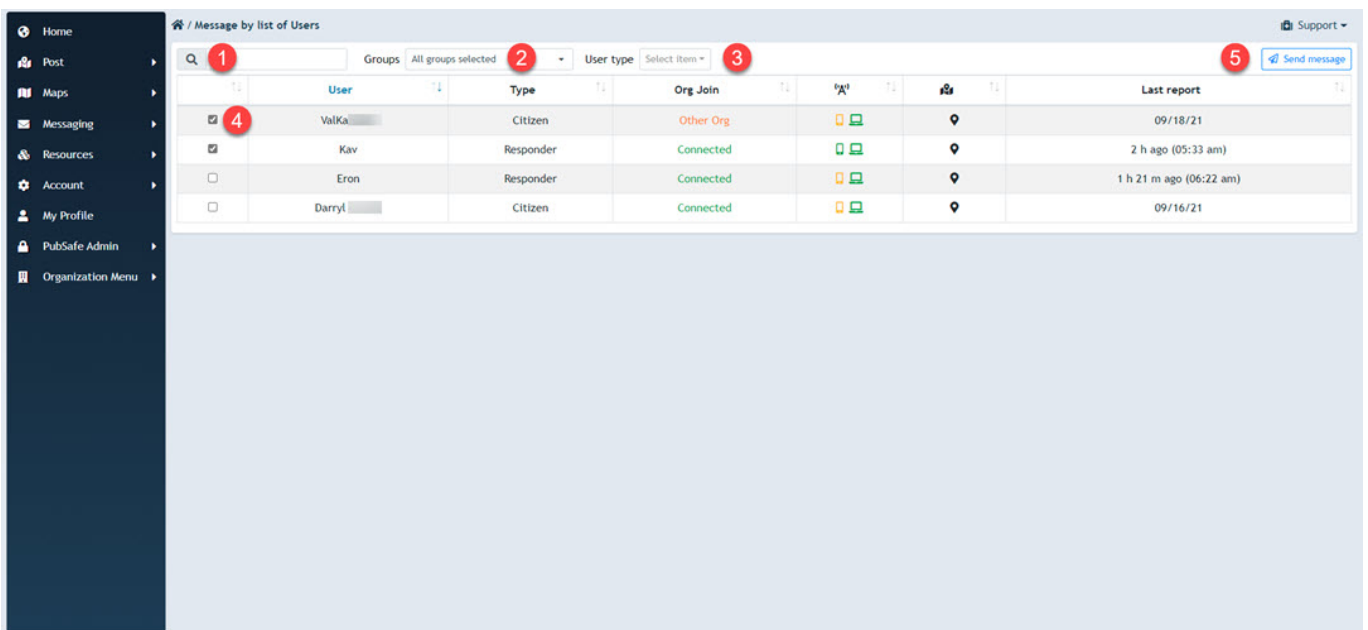 Home
Post
Maps
Messaging
Resources
Account
My Profile
PubSafe Admin
Organization Menu
/ Message by list of Users
Support
1
Groups All groups selected 2 User type Select Item 3
5 Send message
User Type Org Join Last report
4 ValKa Citizen Other Org 09/18/21
Kav Responder Connected 2 h ago (05:33 am)
Eron Responder Connected 1 h 21 m ago (06:22 am)
Darryl Citizen Connected 09/16/21